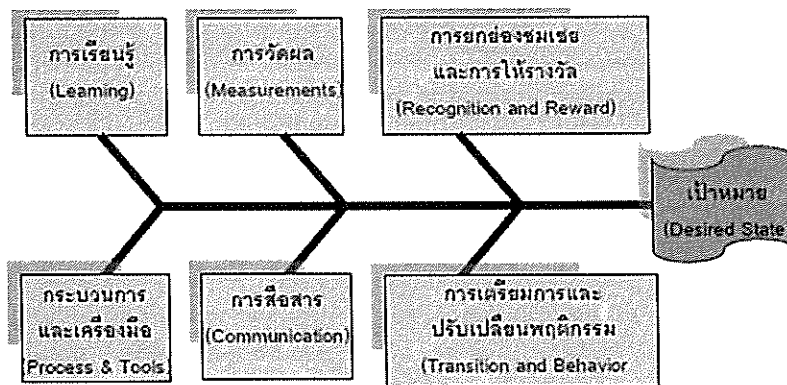 การเรียนรู้
(Learning)
การวัดผล
(Measurements)
การยกย่องชมเชย
และการให้รางวัล
(Recognition and Reward)
เป้าหมาย
(Desired State
กระบวนการ
และเครื่องมือ
Process & Tools
การสื่อสาร
(Communication)
การเตรียมการและ
ปรับเปลี่ยนพฤติกรรม
(Transition and Behavior